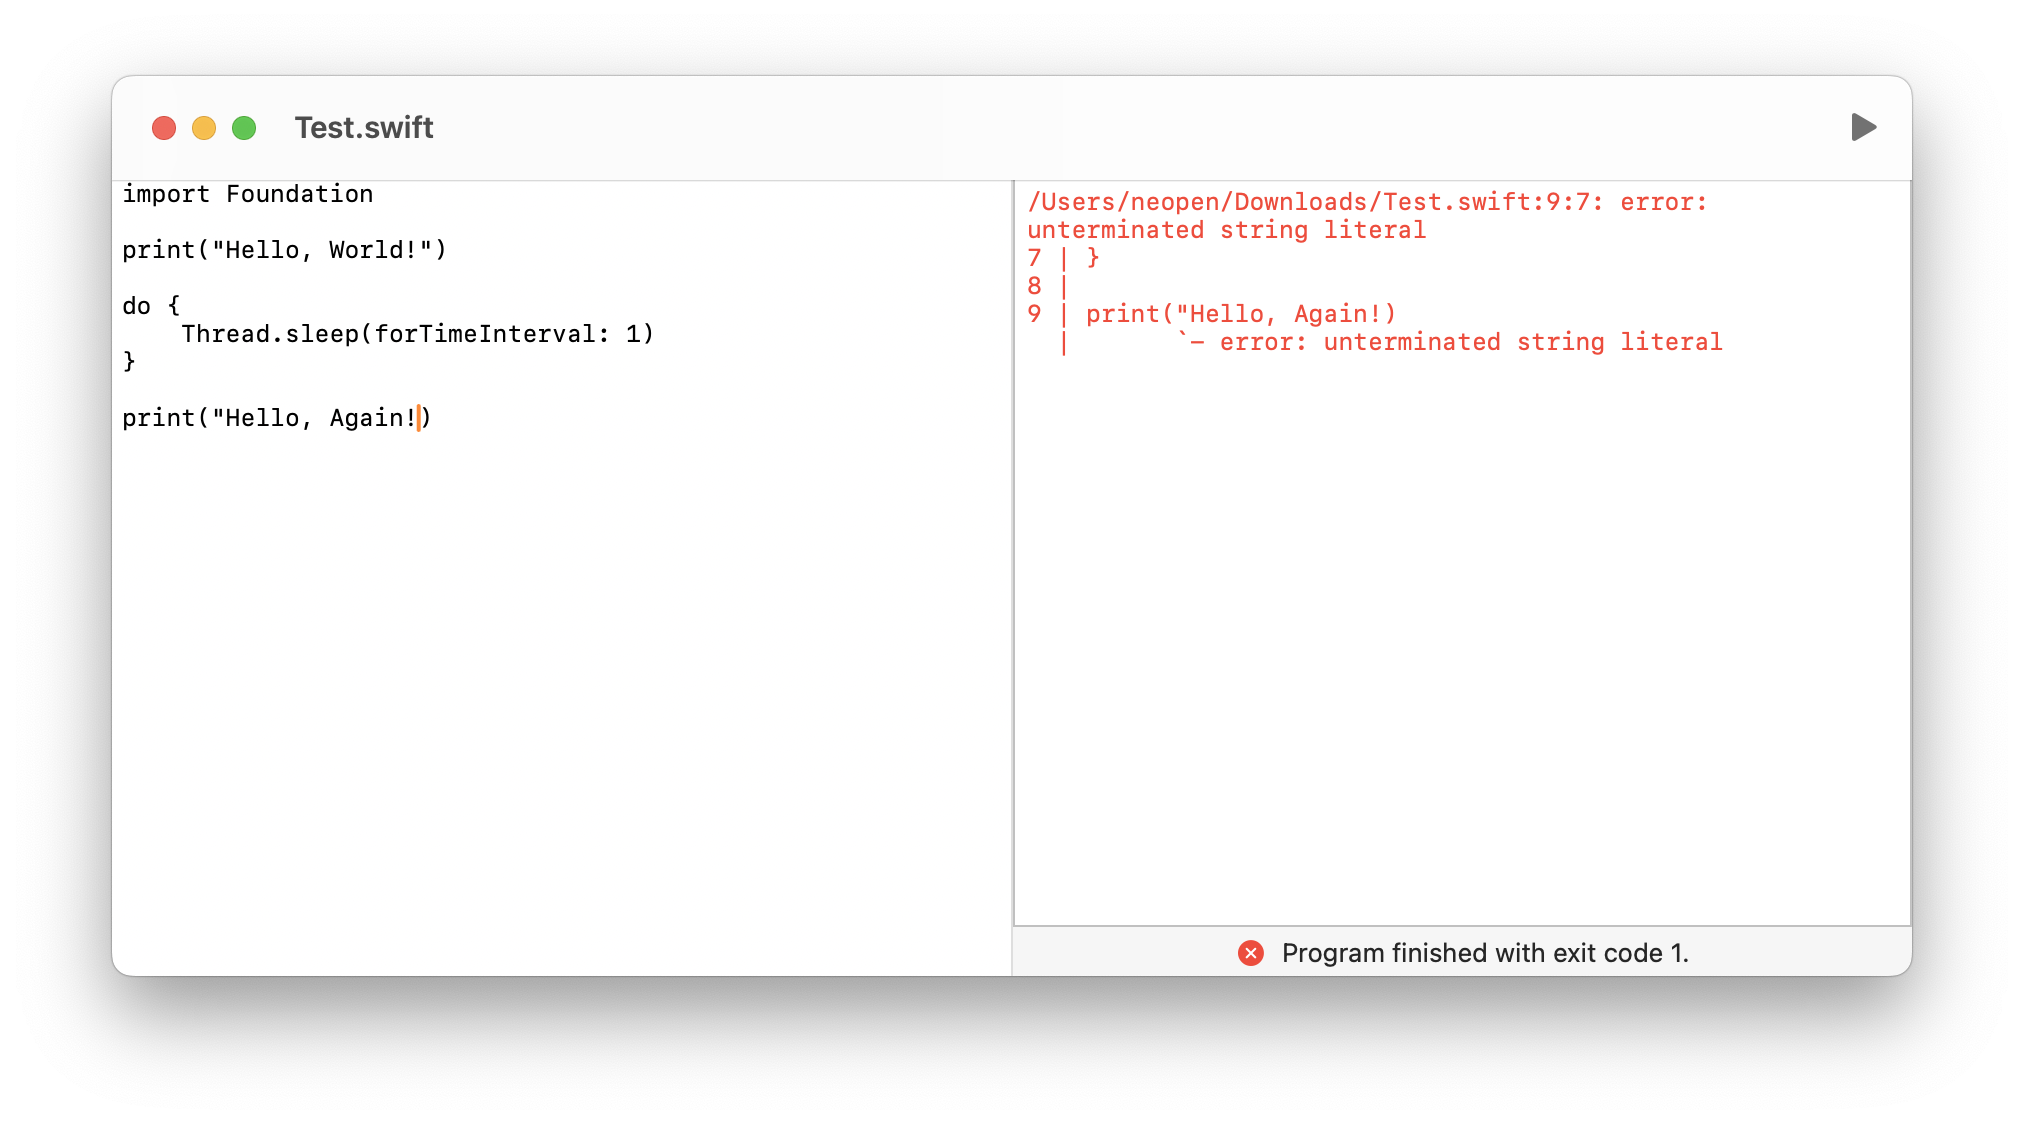 Test.swift
import Foundation
print("Hello, World!")
do {
    Thread.sleep(forTimeInterval: 1)
}
print("Hello, Again!)
/Users/neopen/Downloads/Test.swift:9:7: error:
unterminated string literal
7 | }
8 |
9 | print("Hello, Again!)
  |       `– error: unterminated string literal
Program finished with exit code 1.